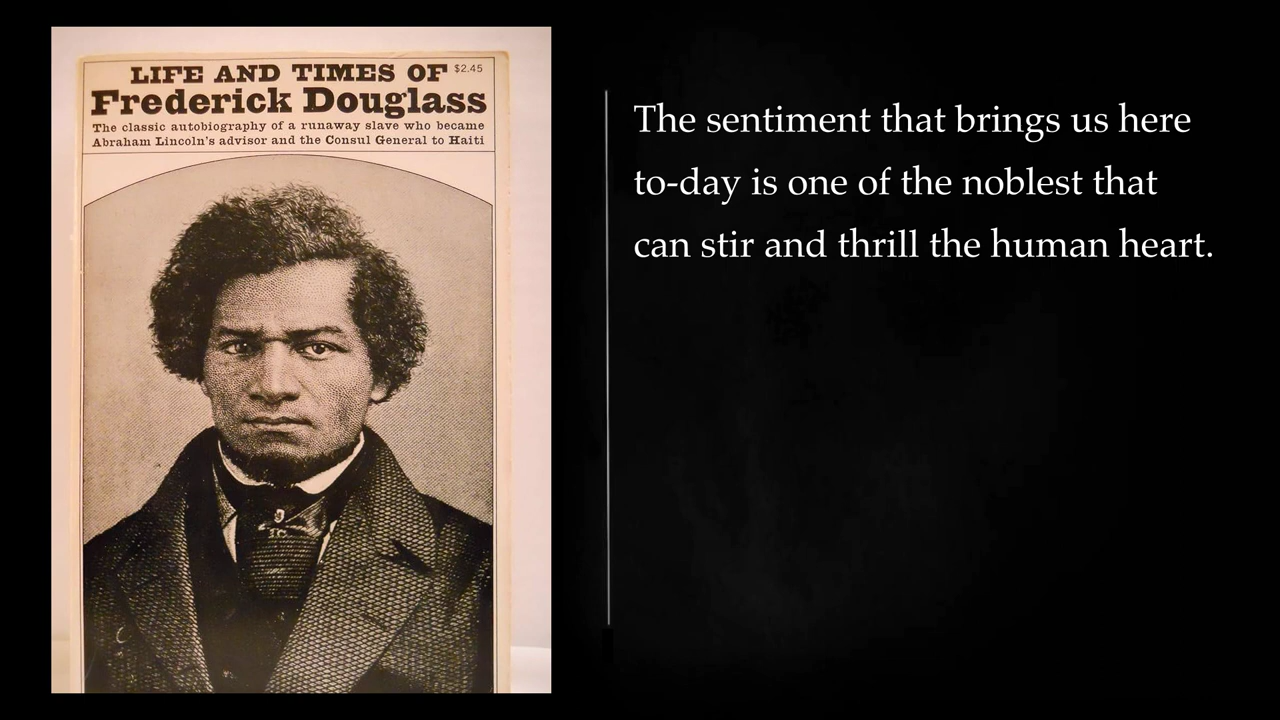 LIFE AND TIMES OF $2.45
Frederick Douglass
The classic autobiography of a runaway slave who became
Abraham Lincoln's advisor and the Consul General to Haiti
The sentiment that brings us here
to-day is one of the noblest that
can stir and thrill the human heart.